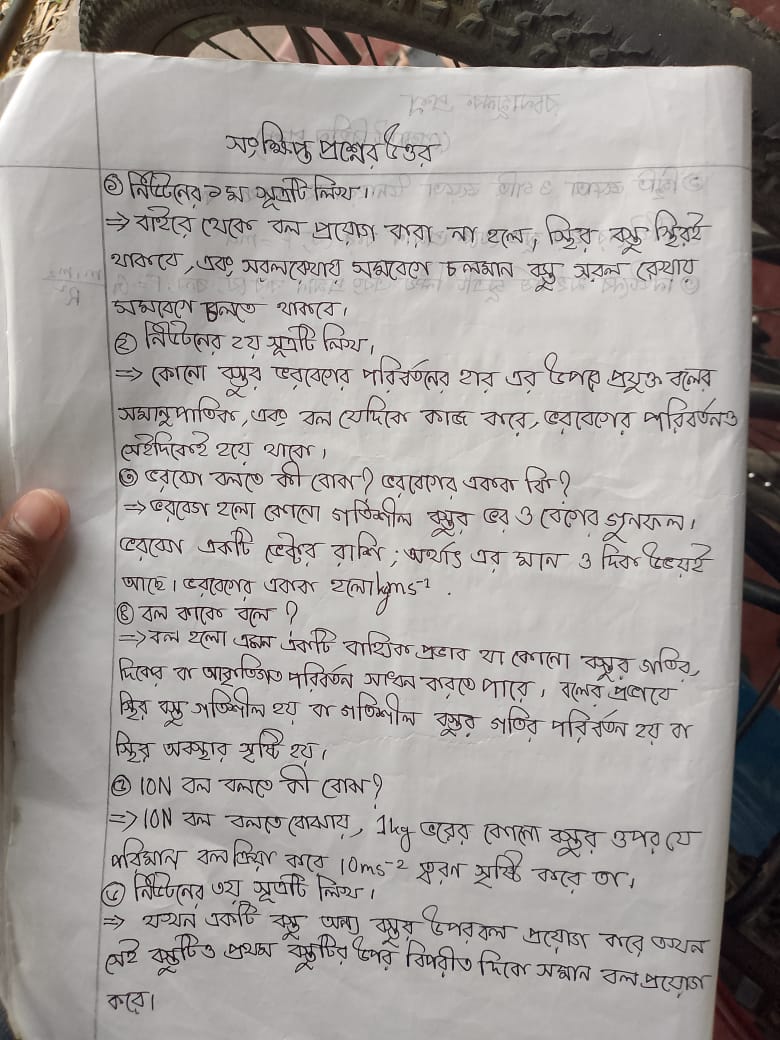 সংক্ষিপ্ত প্রশ্নের উত্তর
① নিউটনের ১ম সূত্রটি লিখ।
⇒ বাইরে থেকে বল প্রয়োগ করা না হলে, স্থির বস্তু স্থিরই
থাকবে, এবং সরলরেখায় সমবেগে চলমান বস্তু সরল রেখায়
সমবেগে চলতে থাকবে।
② নিউটনের ২য় সূত্রটি লিখ।
⇒ কোনো বস্তুর ভরবেগের পরিবর্তনের হার এর উপর প্রযুক্ত বলের
সমানুপাতিক, এবং বল যেদিকে কাজ করে, ভরবেগের পরিবর্তনও
সেইদিকেই হয়ে থাকে।
③ ভরবেগ বলতে কী বোঝ? ভরবেগের একক কি?
⇒ ভরবেগ হলো কোনো গতিশীল বস্তুর ভর ও বেগের গুনফল।
ভরবেগ একটি ভেক্টর রাশি, অর্থাৎ এর মান ও দিক উভয়ই
আছে। ভরবেগের একক হলো kgms⁻¹.
④ বল কাকে বলে?
⇒ বল হলো এমন একটি বাহ্যিক প্রভাব যা কোনো বস্তুর গতির,
দিকের বা আকৃতিগত পরিবর্তন সাধন করতে পারে। বলের প্রভাবে
স্থির বস্তু গতিশীল হয় বা গতিশীল বস্তুর গতির পরিবর্তন হয় বা
স্থির অবস্থার সৃষ্টি হয়।
⑤ 10N বল বলতে কী বোঝ?
⇒ 10N বল বলতে বোঝায়, 1kg ভরের কোনো বস্তুর ওপর যে
পরিমান বল ক্রিয়া করে 10ms⁻² ত্বরণ সৃষ্টি করে তা।
⑥ নিউটনের ৩য় সূত্রটি লিখ।
⇒ যখন একটি বস্তু অন্য বস্তুর উপর বল প্রয়োগ করে তখন
সেই বস্তুটিও প্রথম বস্তুটির উপর বিপরীত দিকে সমান বল প্রয়োগ
করে।